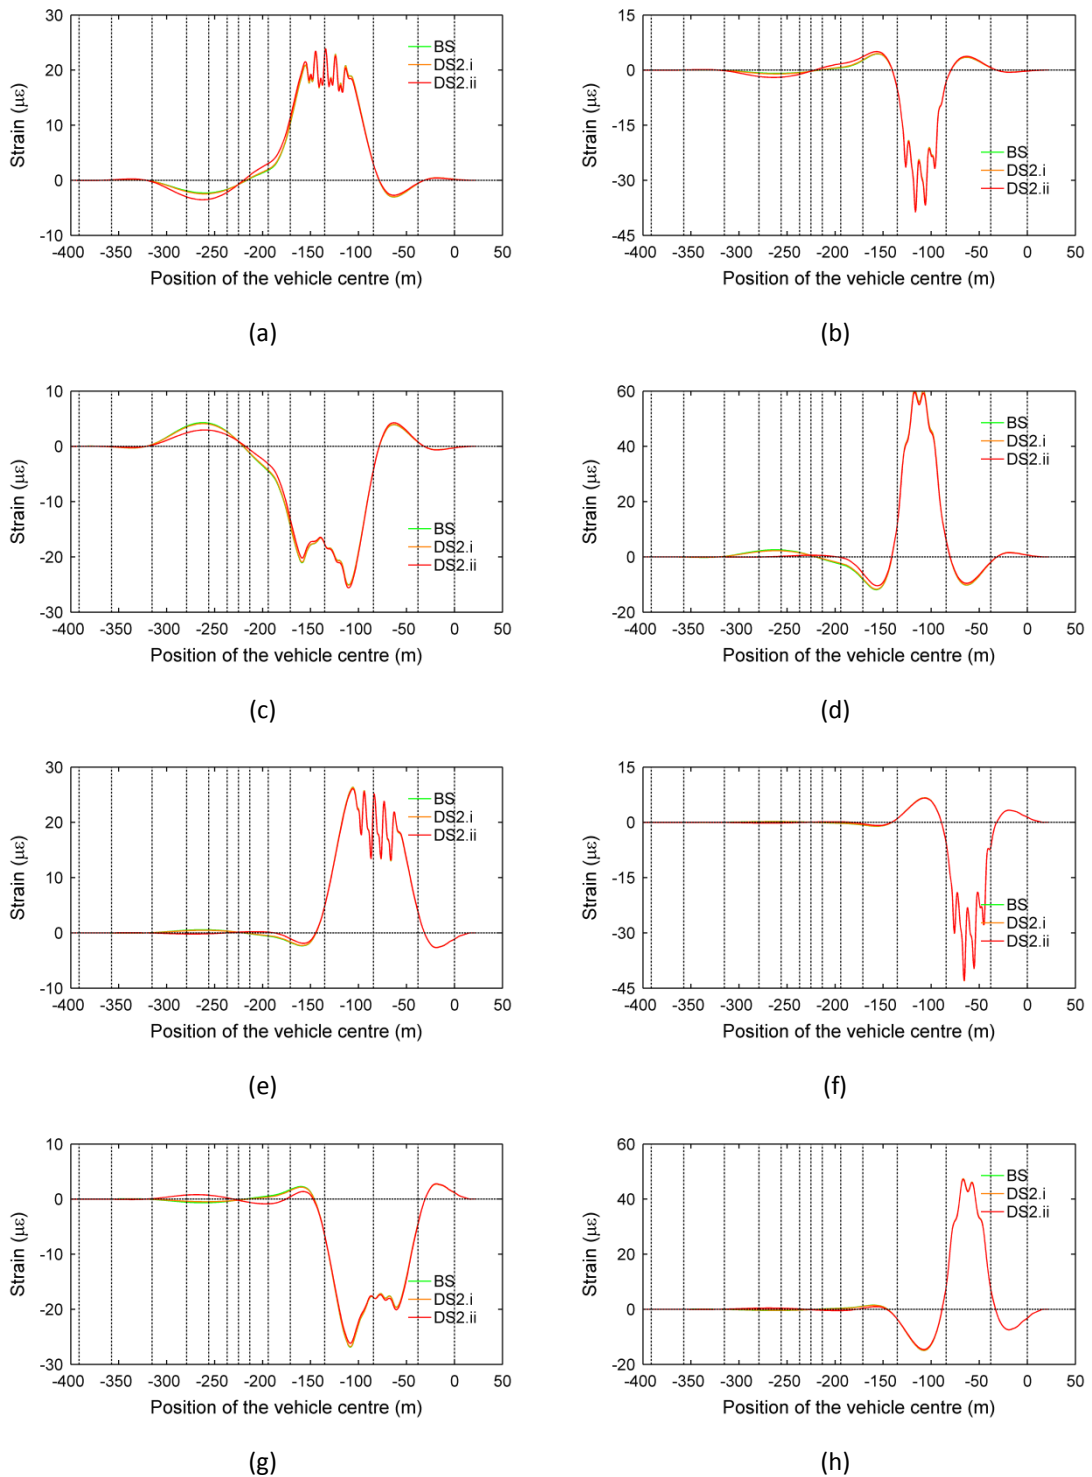 30
20
10
0
-10
Strain (με)
BS
DS2.i
DS2.ii
-400 -350 -300 -250 -200 -150 -100 -50 0 50
Position of the vehicle centre (m)
(a)
15
0
-15
-30
-45
Strain (με)
BS
DS2.i
DS2.ii
-400 -350 -300 -250 -200 -150 -100 -50 0 50
Position of the vehicle centre (m)
(b)
10
0
-10
-20
-30
Strain (με)
BS
DS2.i
DS2.ii
-400 -350 -300 -250 -200 -150 -100 -50 0 50
Position of the vehicle centre (m)
(c)
60
40
20
0
-20
Strain (με)
BS
DS2.i
DS2.ii
-400 -350 -300 -250 -200 -150 -100 -50 0 50
Position of the vehicle centre (m)
(d)
30
20
10
0
-10
Strain (με)
BS
DS2.i
DS2.ii
-400 -350 -300 -250 -200 -150 -100 -50 0 50
Position of the vehicle centre (m)
(e)
15
0
-15
-30
-45
Strain (με)
BS
DS2.i
DS2.ii
-400 -350 -300 -250 -200 -150 -100 -50 0 50
Position of the vehicle centre (m)
(f)
10
0
-10
-20
-30
Strain (με)
BS
DS2.i
DS2.ii
-400 -350 -300 -250 -200 -150 -100 -50 0 50
Position of the vehicle centre (m)
(g)
60
40
20
0
-20
Strain (με)
BS
DS2.i
DS2.ii
-400 -350 -300 -250 -200 -150 -100 -50 0 50
Position of the vehicle centre (m)
(h)